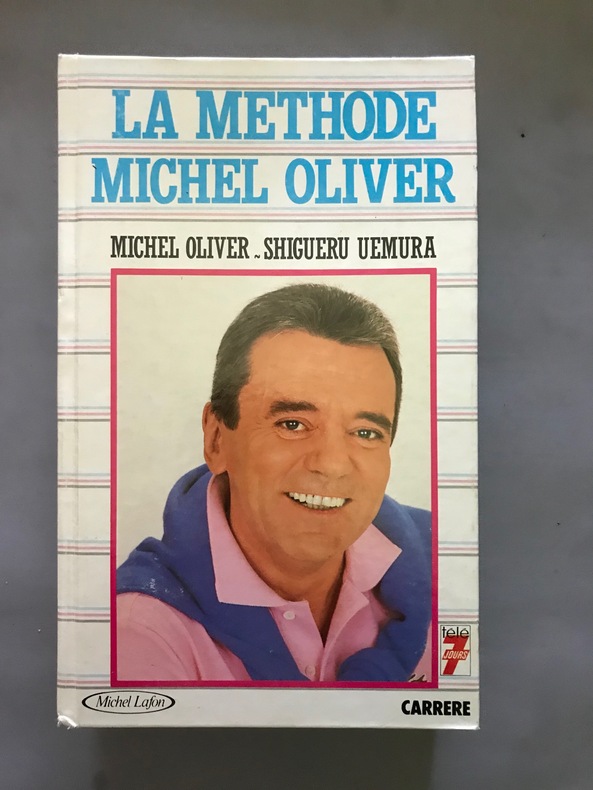 LA METHODE
MICHEL OLIVER
MICHEL OLIVER ~ SHIGUERU UEMURA
télé
7
JOURS
Michel Lafon
CARRERE